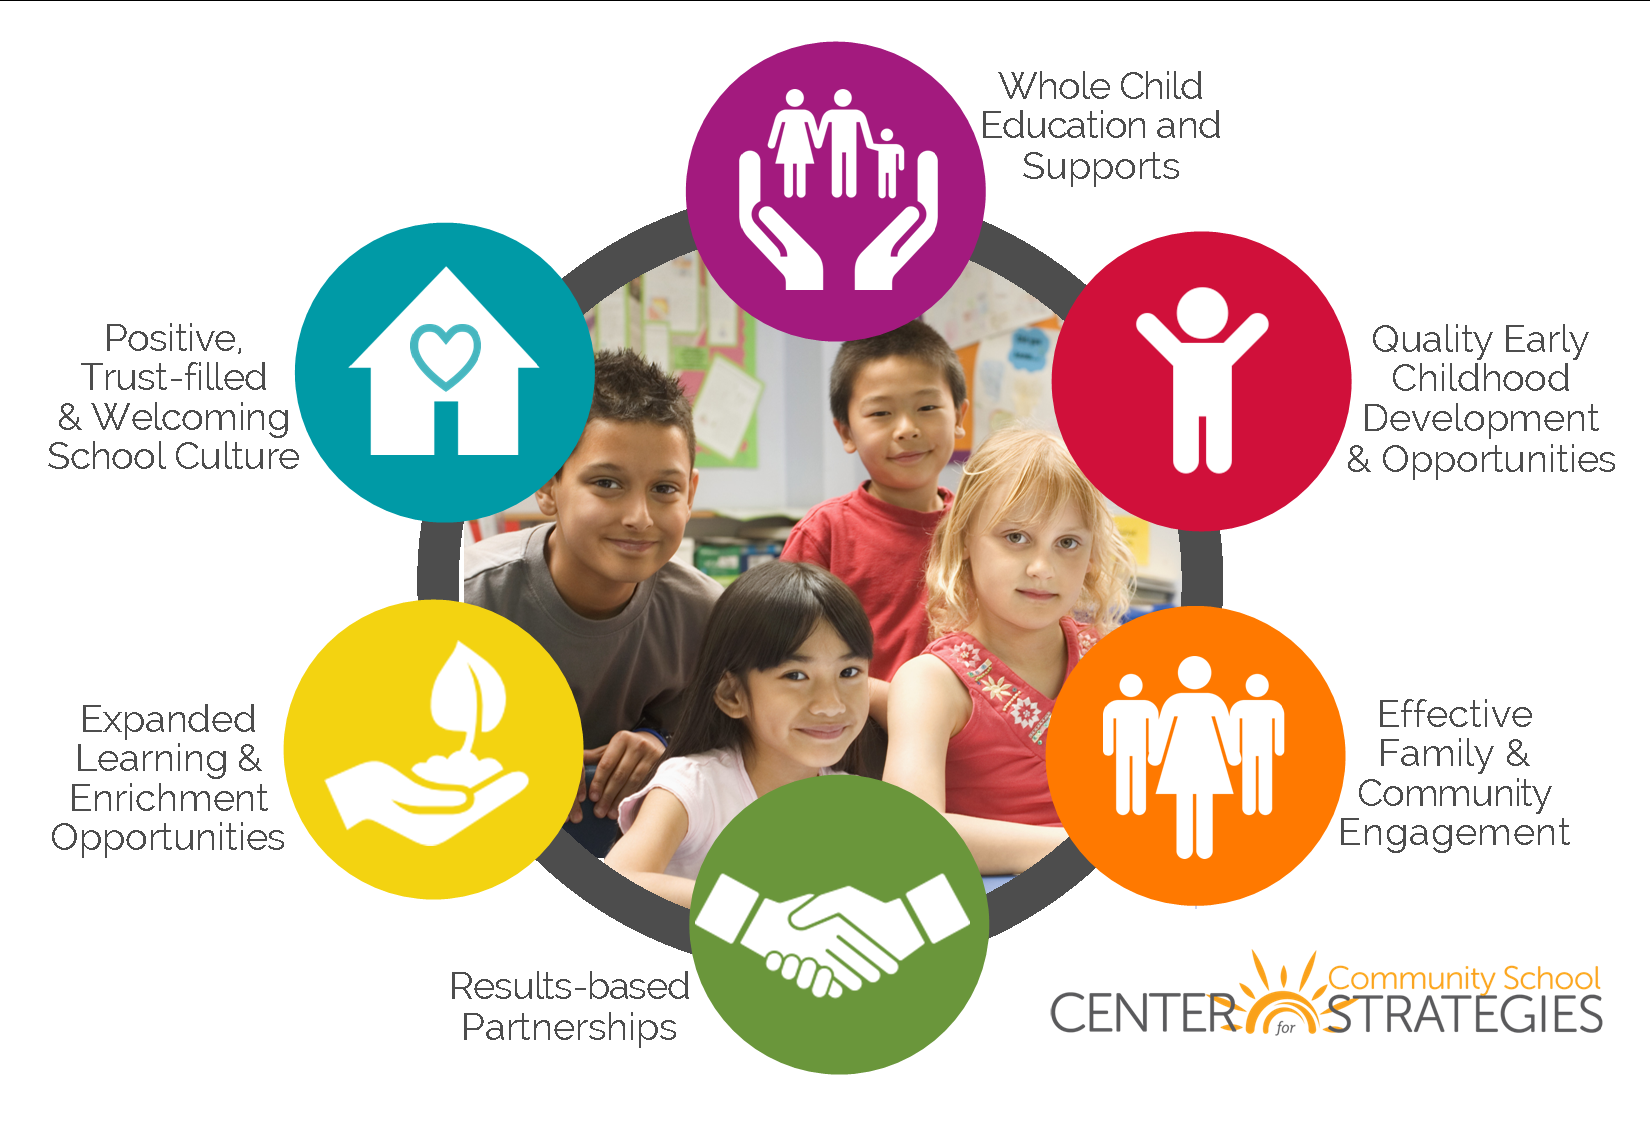 Whole Child
Education and
Supports
Quality Early
Childhood
Development
& Opportunities
Effective
Family &
Community
Engagement
Results-based
Partnerships
Expanded
Learning &
Enrichment
Opportunities
Positive,
Trust-filled
& Welcoming
School Culture
Community School
CENTER for STRATEGIES